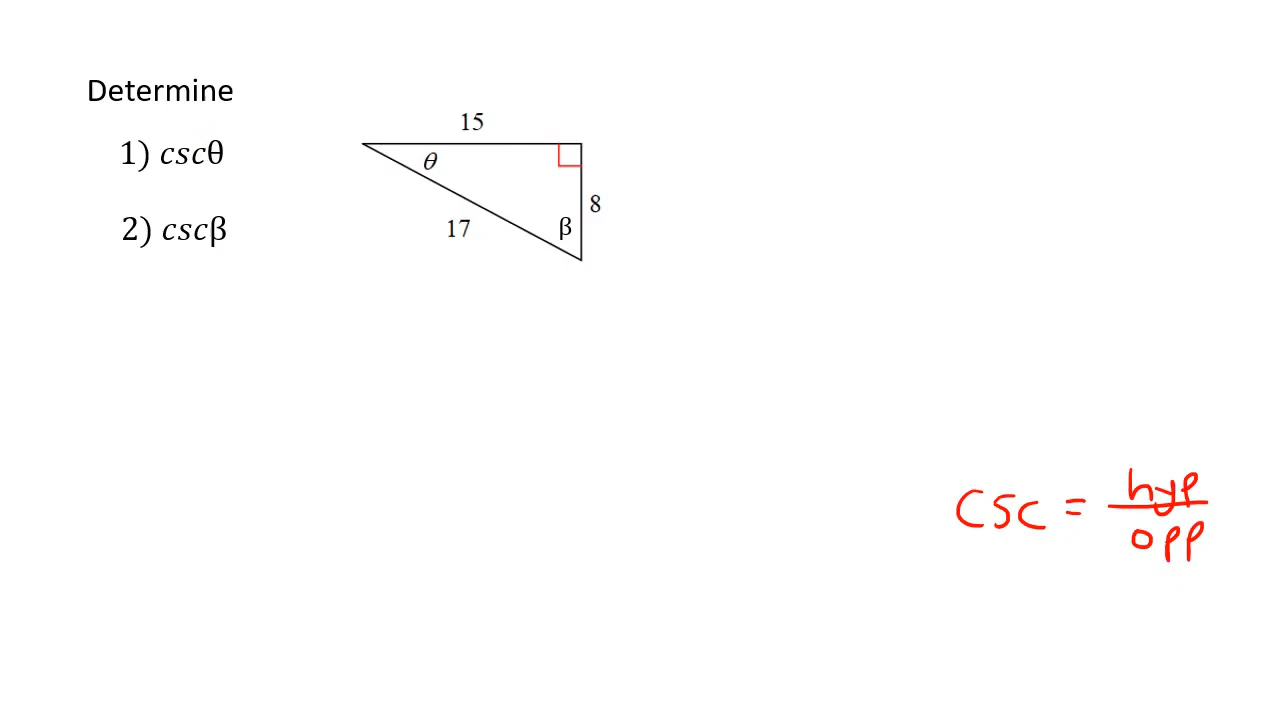 Determine
1) cscθ
2) cscβ
15
θ
8
β
17
csc = hyp
opp